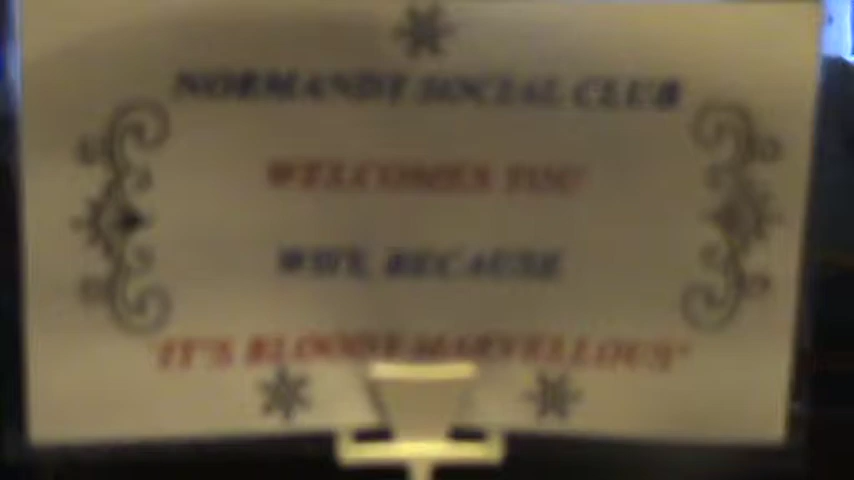 NORMANDY SOCIAL CLUB
WELCOMES YOU
WHY, BECAUSE
"IT'S BLOODY MARVELLOUS"